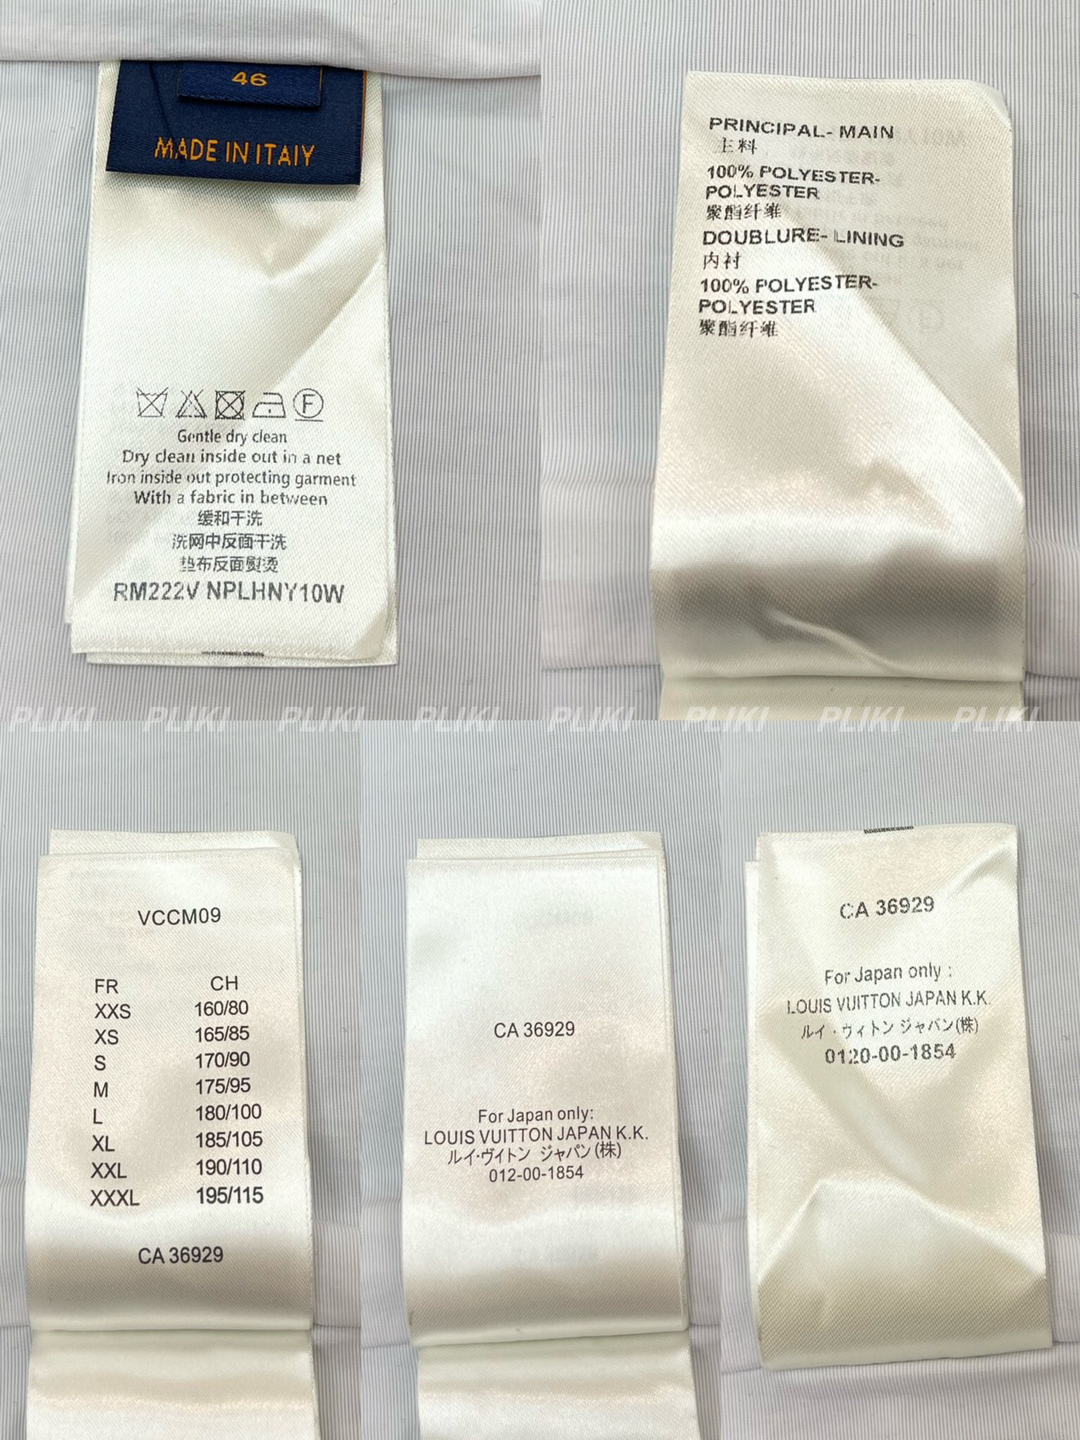 46
MADE IN ITAIY
F
Gentle dry clean
Dry clean inside out in a net
Iron inside out protecting garment
With a fabric in between
缓和干洗
洗网中反面干洗
垫布反面熨烫
RM222V NPLHNY10W
PRINCIPAL- MAIN
主料
100% POLYESTER-
POLYESTER
聚酯纤维
DOUBLURE- LINING
内衬
100% POLYESTER-
POLYESTER
聚酯纤维
PLIKI PLIKI PLIKI PLIKI PLIKI PLIKI PLIKI PLIKI
VCCM09
FR CH
XXS 160/80
XS 165/85
S 170/90
M 175/95
L 180/100
XL 185/105
XXL 190/110
XXXL 195/115
CA 36929
CA 36929
For Japan only:
LOUIS VUITTON JAPAN K.K.
ルイ·ヴィトン ジャパン(株)
012-00-1854
CA 36929
For Japan only :
LOUIS VUITTON JAPAN K.K.
ルイ・ヴィトン ジャパン(株)
0120-00-1854